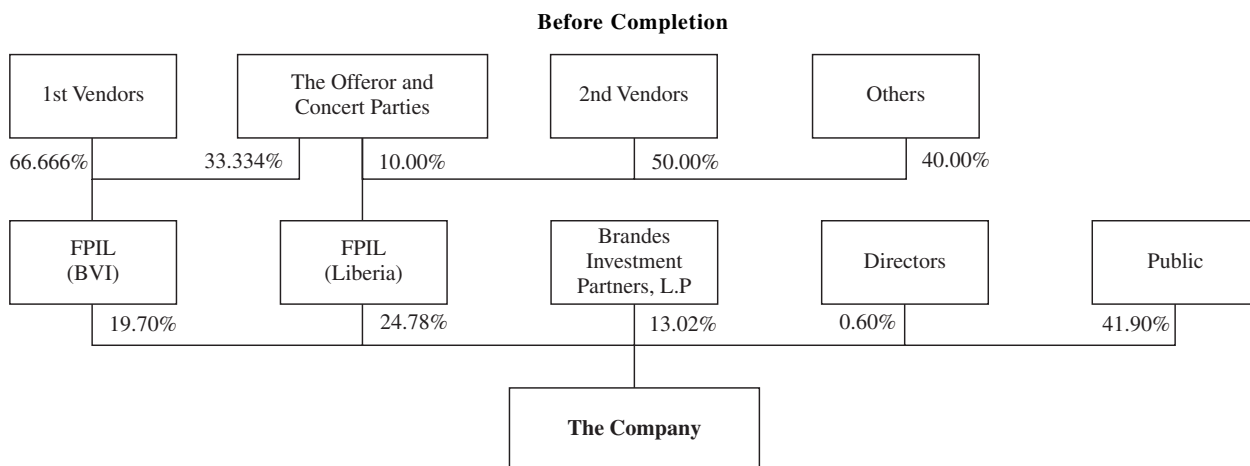 Before Completion
1st Vendors
The Offeror and
Concert Parties
2nd Vendors
Others
66.666%
33.334%
10.00%
50.00%
40.00%
FPIL
(BVI)
FPIL
(Liberia)
Brandes
Investment
Partners, L.P
Directors
Public
19.70%
24.78%
13.02%
0.60%
41.90%
The Company